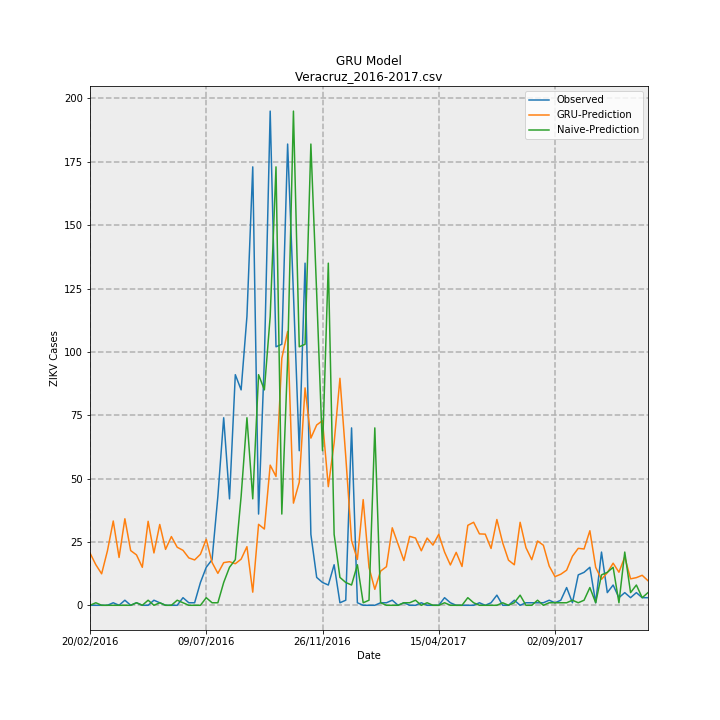 GRU Model
Veracruz_2016-2017.csv
Observed
GRU-Prediction
Naive-Prediction
200
175
150
125
100
75
50
25
0
ZIKV Cases
20/02/2016 09/07/2016 26/11/2016 15/04/2017 02/09/2017
Date